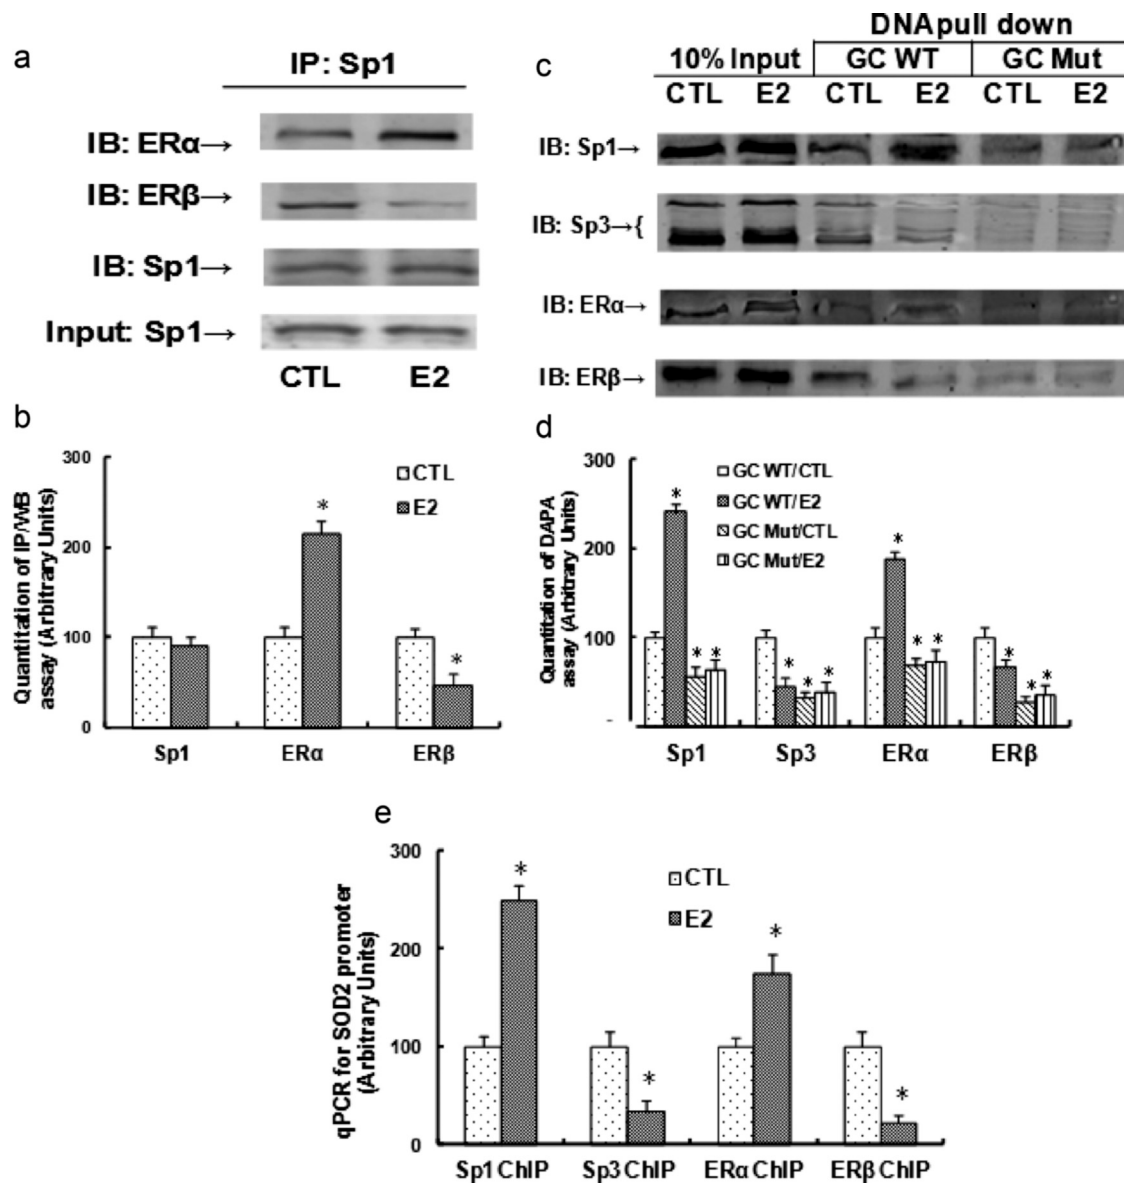 a
IP: Sp1
IB: ERα→
IB: ERβ→
IB: Sp1→
Input: Sp1→
CTL E2
c
DNA pull down
10% Input GC WT GC Mut
CTL E2 CTL E2 CTL E2
IB: Sp1→
IB: Sp3→{
IB: ERα→
IB: ERβ→
b
Quantitation of IP/WB
assay (Arbitrary Units)
300
200
100
0
CTL
E2
*
*
Sp1 ERα ERβ
d
Quantitation of DAPA
assay (Arbitrary Units)
300
200
100
-
GC WT/CTL
GC WT/E2
GC Mut/CTL
GC Mut/E2
* * * * * * * * * * * *
Sp1 Sp3 ERα ERβ
e
qPCR for SOD2 promoter
(Arbitrary Units)
300
200
100
0
CTL
E2
* * * *
Sp1 ChIP Sp3 ChIP ERα ChIP ERβ ChIP